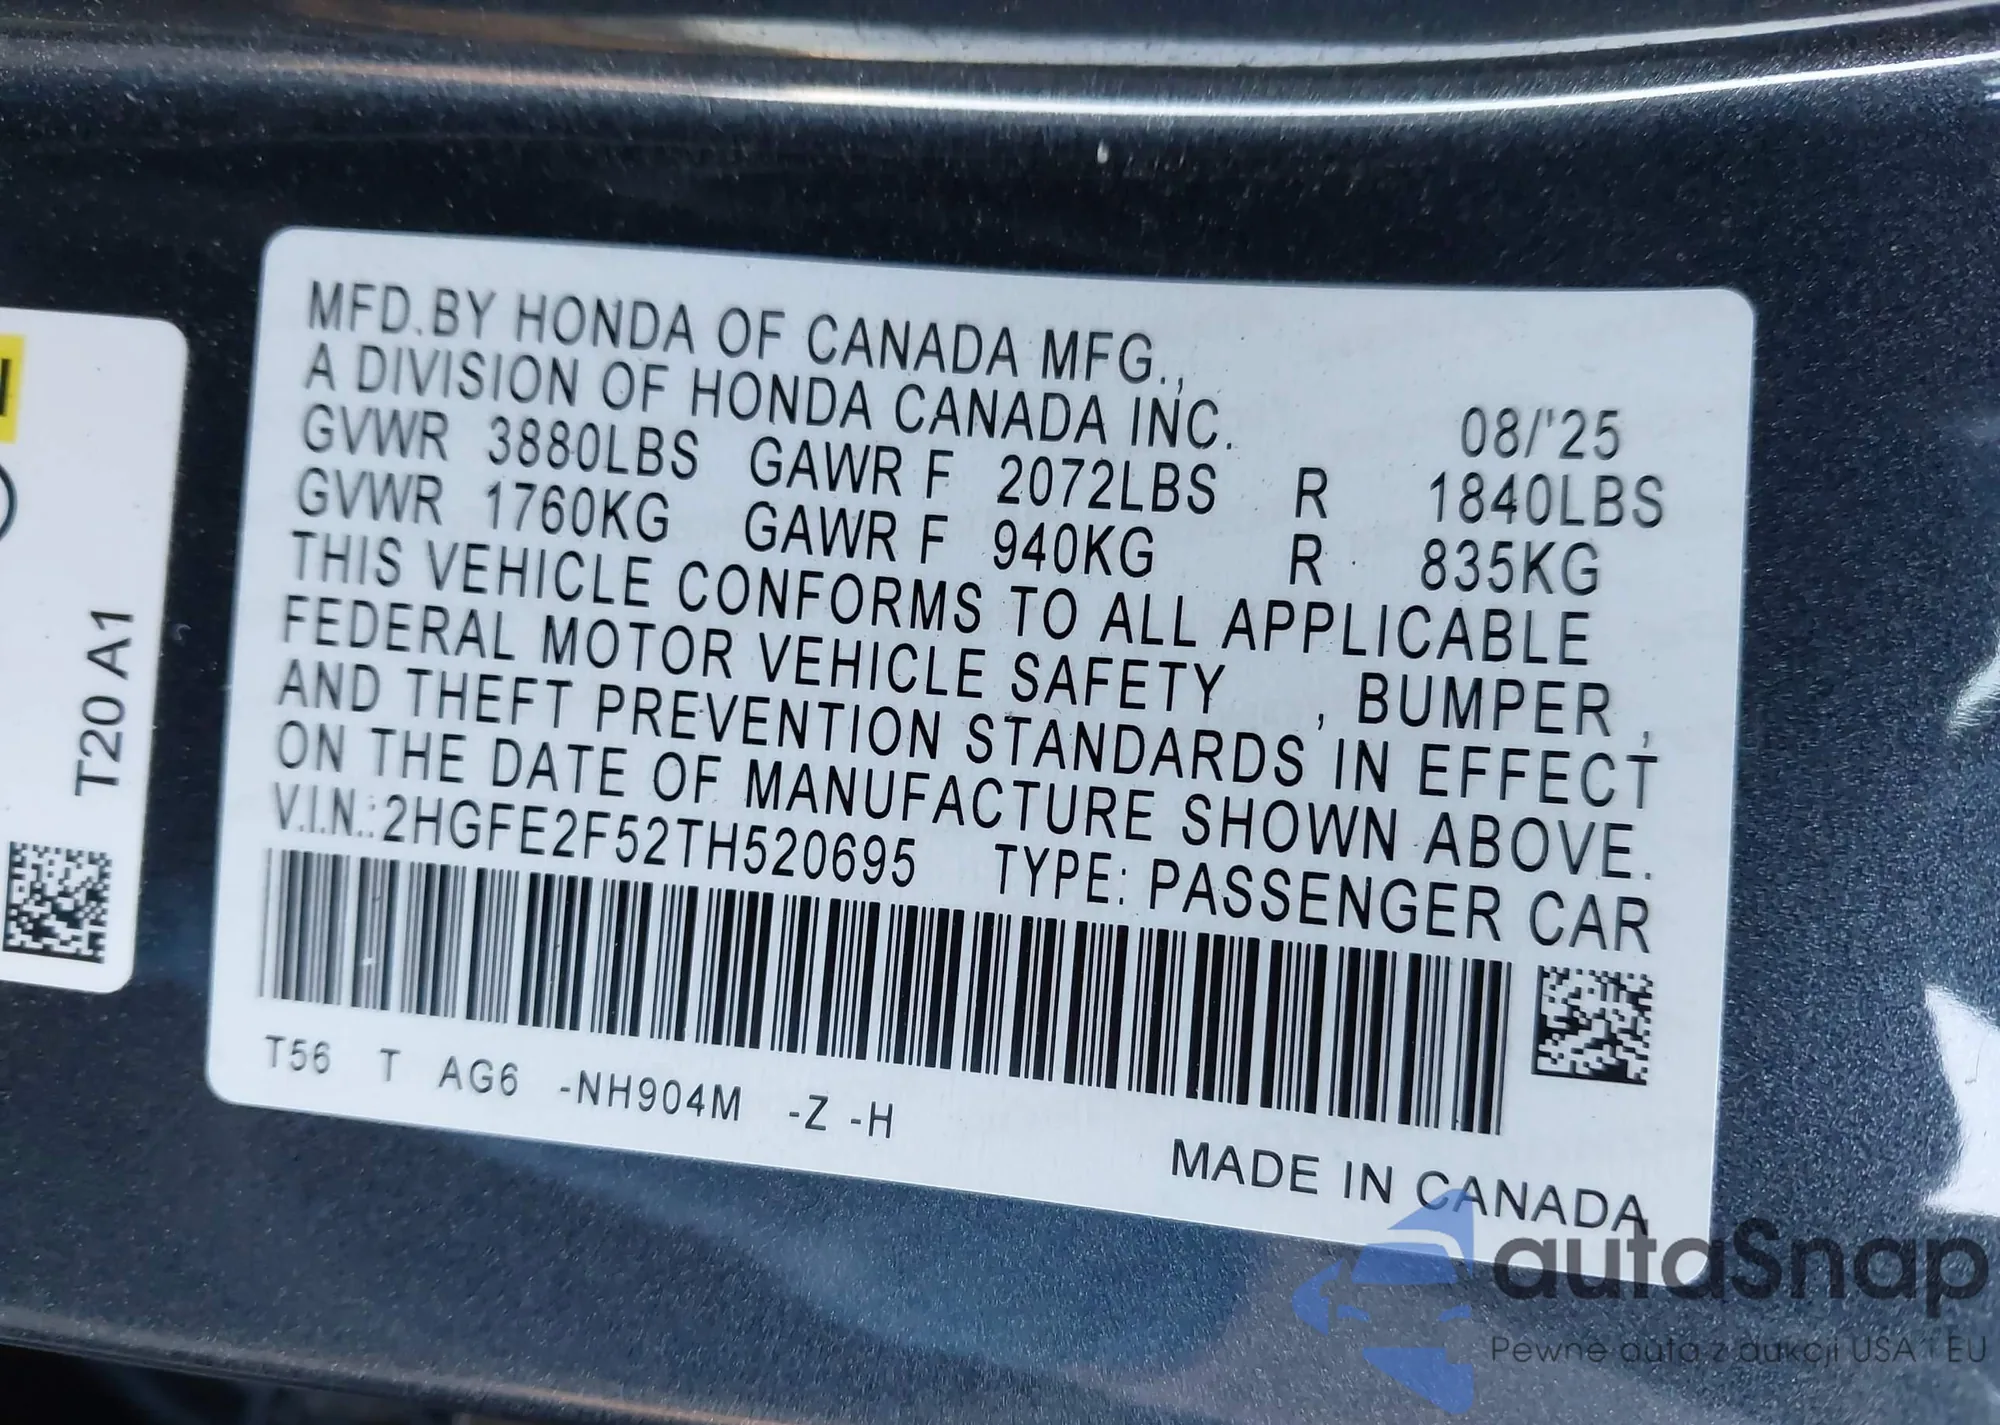 MFD.BY HONDA OF CANADA MFG.,
A DIVISION OF HONDA CANADA INC. 08/'25
GVWR 3880LBS GAWR F 2072LBS R 1840LBS
GVWR 1760KG GAWR F 940KG R 835KG
THIS VEHICLE CONFORMS TO ALL APPLICABLE
FEDERAL MOTOR VEHICLE SAFETY , BUMPER ,
AND THEFT PREVENTION STANDARDS IN EFFECT
ON THE DATE OF MANUFACTURE SHOWN ABOVE.
V.I.N.: 2HGFE2F52TH520695 TYPE: PASSENGER CAR
T56 T AG6 -NH904M -Z -H
MADE IN CANADA
T20 A1
autaSnap
Pewne auta z aukcji USA i EU